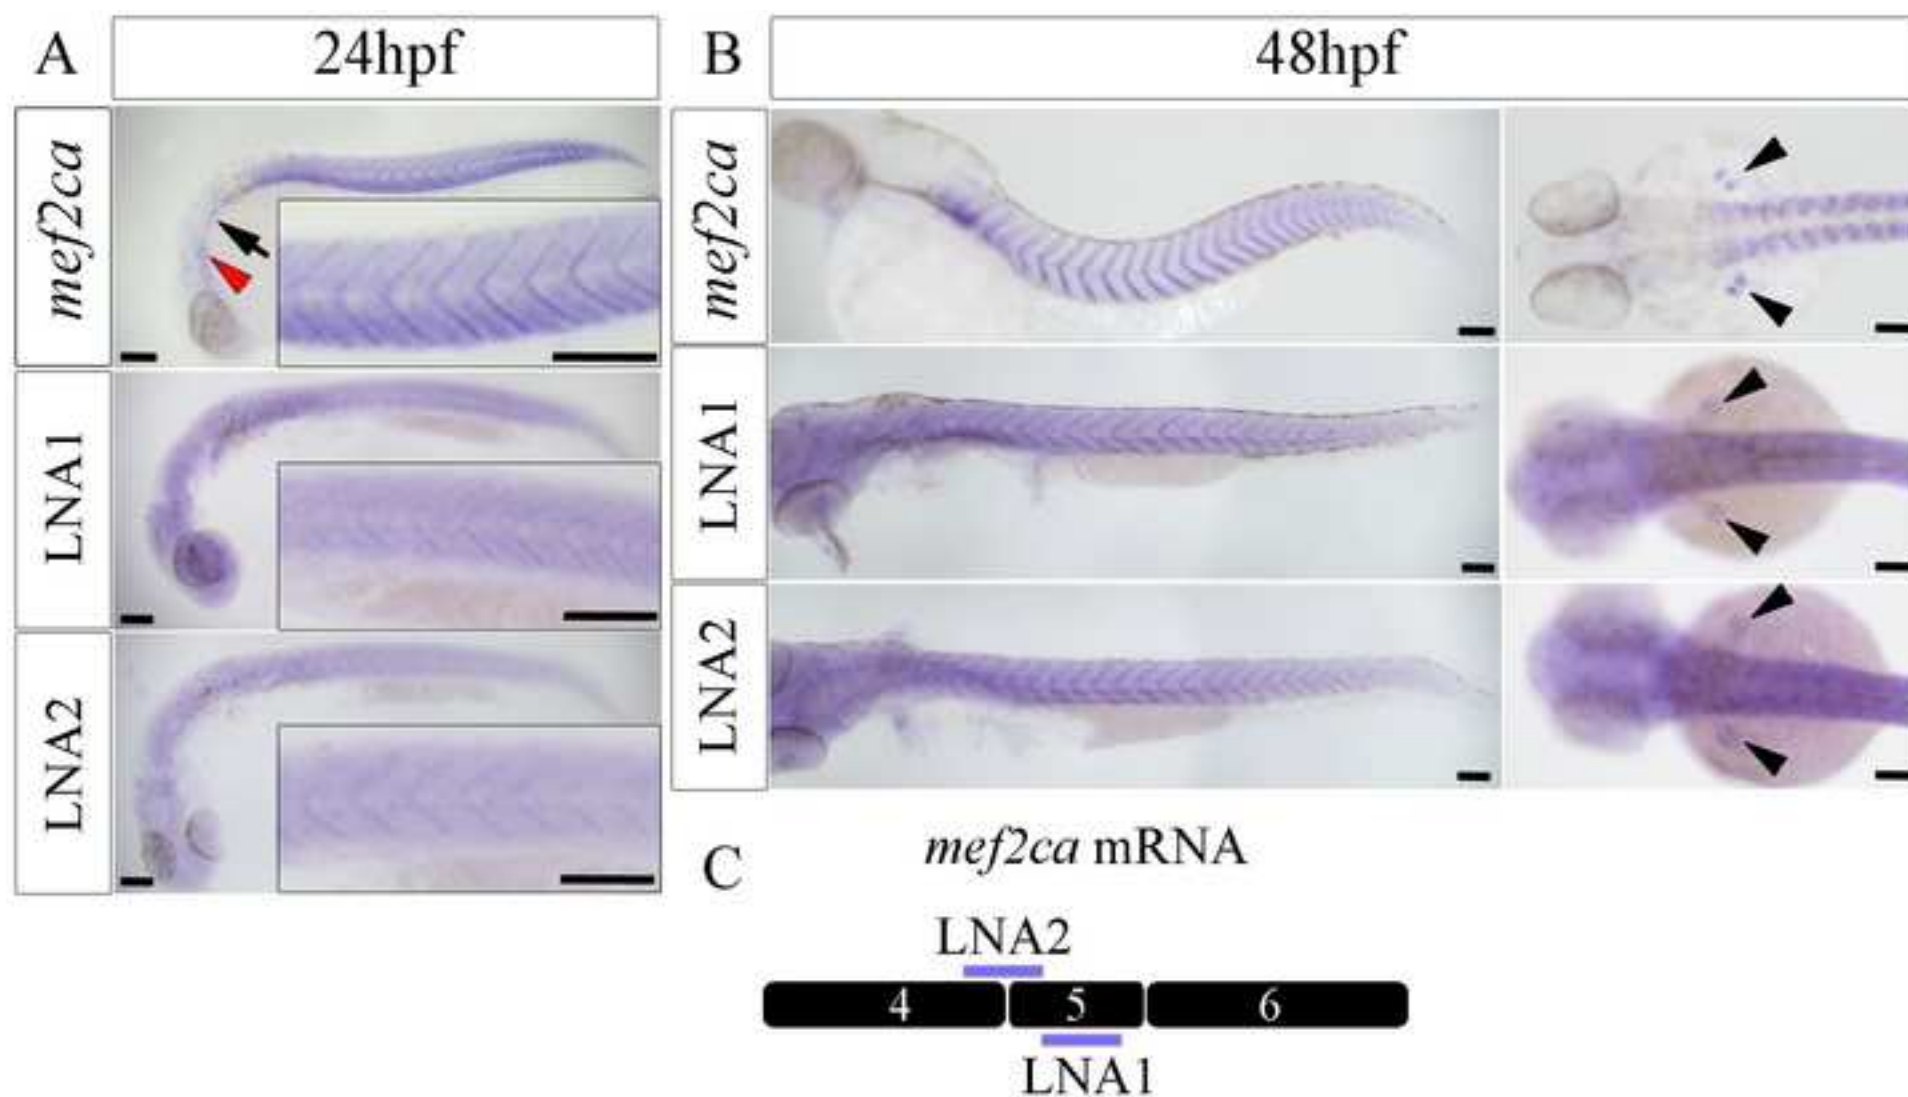 A
24hpf
mef2ca
LNA1
LNA2
B
48hpf
mef2ca
LNA1
LNA2
C
mef2ca mRNA
LNA2
4 5 6
LNA1